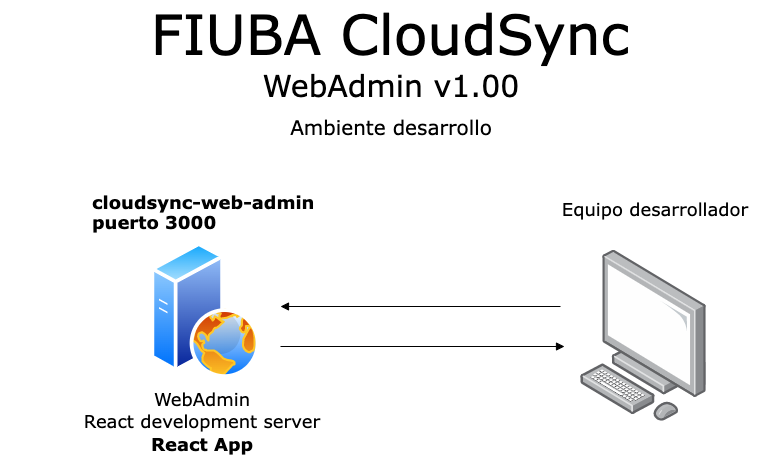 FIUBA CloudSync
WebAdmin v1.00
Ambiente desarrollo
cloudsync-web-admin
puerto 3000
Equipo desarrollador
WebAdmin
React development server
React App